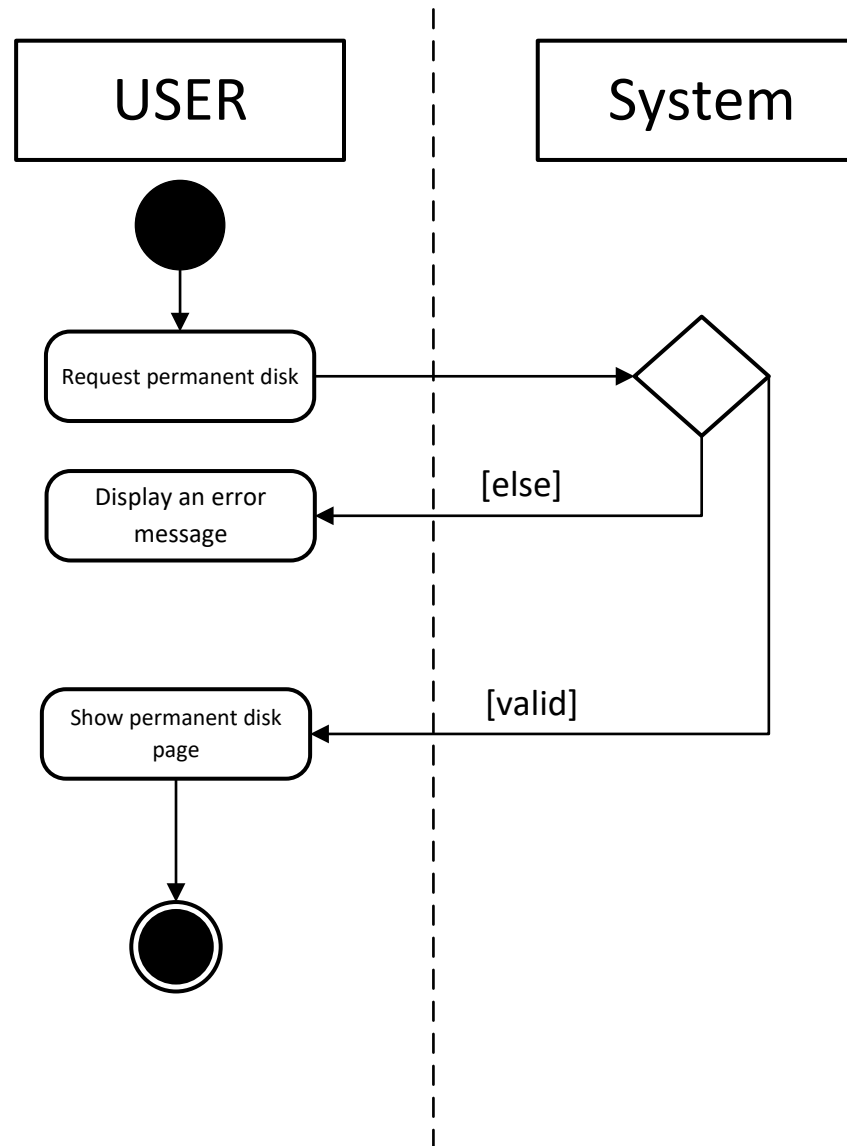 USER
System
Request permanent disk
Display an error
message
[else]
Show permanent disk
page
[valid]